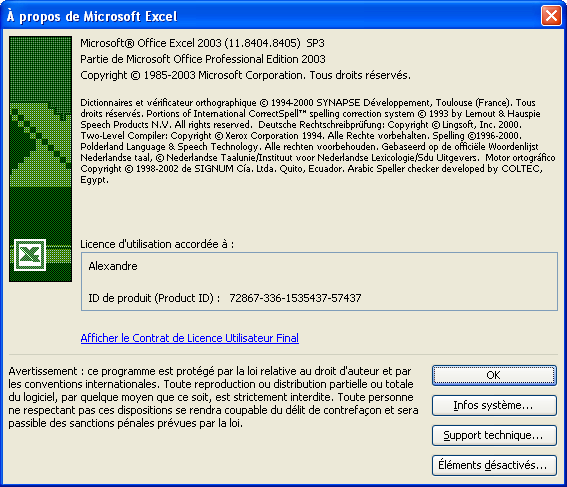 À propos de Microsoft Excel
Microsoft® Office Excel 2003 (11.8404.8405) SP3
Partie de Microsoft Office Professional Edition 2003
Copyright © 1985-2003 Microsoft Corporation. Tous droits réservés.
Dictionnaires et vérificateur orthographique © 1994-2000 SYNAPSE Développement, Toulouse (France). Tous
droits réservés. Portions of International CorrectSpell™ spelling correction system © 1993 by Lernout & Hauspie
Speech Products N.V. All rights reserved. Deutsche Rechtschreibprüfung: Copyright © Lingsoft, Inc. 2000.
Two-Level Compiler: Copyright © Xerox Corporation 1994. Alle Rechte vorbehalten. Spelling ©1996-2000.
Polderland Language & Speech Technology. Alle rechten voorbehouden. Gebaseerd op de officiële Woordenlijst
Nederlandse taal, © Nederlandse Taalunie/Instituut voor Nederlandse Lexicologie/Sdu Uitgevers. Motor ortográfico
Copyright © 1998-2002 de SIGNUM Cía. Ltda. Quito, Ecuador. Arabic Speller checker developed by COLTEC,
Egypt.
Licence d'utilisation accordée à :
Alexandre
ID de produit (Product ID) : 72867-336-1535437-57437
Afficher le Contrat de Licence Utilisateur Final
Avertissement : ce programme est protégé par la loi relative au droit d'auteur et par
les conventions internationales. Toute reproduction ou distribution partielle ou totale
du logiciel, par quelque moyen que ce soit, est strictement interdite. Toute personne
ne respectant pas ces dispositions se rendra coupable du délit de contrefaçon et sera
passible des sanctions pénales prévues par la loi.
OK
Infos système...
Support technique...
Éléments désactivés...